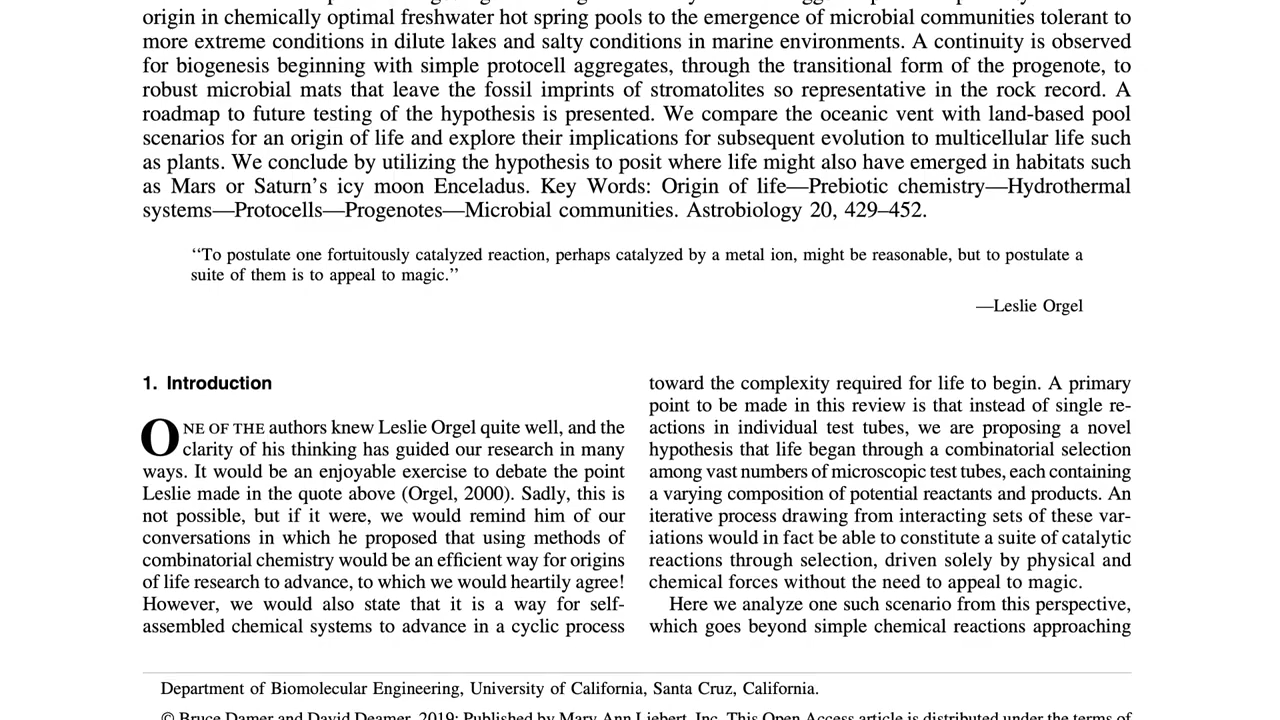 origin in chemically optimal freshwater hot spring pools to the emergence of microbial communities tolerant to
more extreme conditions in dilute lakes and salty conditions in marine environments. A continuity is observed
for biogenesis beginning with simple protocell aggregates, through the transitional form of the progenote, to
robust microbial mats that leave the fossil imprints of stromatolites so representative in the rock record. A
roadmap to future testing of the hypothesis is presented. We compare the oceanic vent with land-based pool
scenarios for an origin of life and explore their implications for subsequent evolution to multicellular life such
as plants. We conclude by utilizing the hypothesis to posit where life might also have emerged in habitats such
as Mars or Saturn’s icy moon Enceladus. Key Words: Origin of life—Prebiotic chemistry—Hydrothermal
systems—Protocells—Progenotes—Microbial communities. Astrobiology 20, 429–452.
‘‘To postulate one fortuitously catalyzed reaction, perhaps catalyzed by a metal ion, might be reasonable, but to postulate a
suite of them is to appeal to magic.’’
—Leslie Orgel
1. Introduction
ONE OF THE authors knew Leslie Orgel quite well, and the
clarity of his thinking has guided our research in many
ways. It would be an enjoyable exercise to debate the point
Leslie made in the quote above (Orgel, 2000). Sadly, this is
not possible, but if it were, we would remind him of our
conversations in which he proposed that using methods of
combinatorial chemistry would be an efficient way for origins
of life research to advance, to which we would heartily agree!
However, we would also state that it is a way for self-
assembled chemical systems to advance in a cyclic process
toward the complexity required for life to begin. A primary
point to be made in this review is that instead of single re-
actions in individual test tubes, we are proposing a novel
hypothesis that life began through a combinatorial selection
among vast numbers of microscopic test tubes, each containing
a varying composition of potential reactants and products. An
iterative process drawing from interacting sets of these var-
iations would in fact be able to constitute a suite of catalytic
reactions through selection, driven solely by physical and
chemical forces without the need to appeal to magic.
Here we analyze one such scenario from this perspective,
which goes beyond simple chemical reactions approaching
Department of Biomolecular Engineering, University of California, Santa Cruz, California.
© Bruce Damer and David Deamer, 2019; Published by Mary Ann Liebert, Inc. This Open Access article is distributed under the terms of